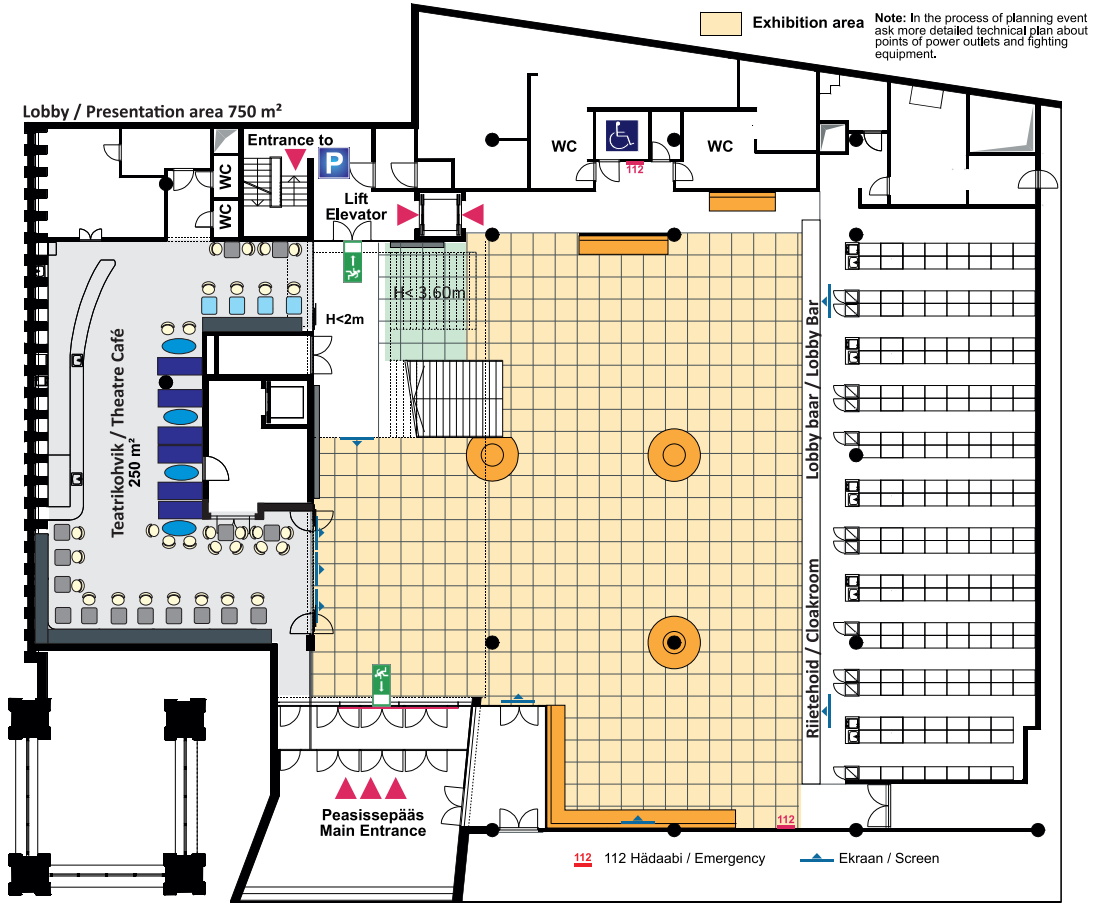 Exhibition area
Note: In the process of planning event
ask more detailed technical plan about
points of power outlets and fighting
equipment.
Lobby / Presentation area 750 m²
Entrance to
P
WC
WC
WC
WC
112
Lift
Elevator
H< 3.60m
H<2m
Teatrikohvik / Theatre Café
250 m²
Lobby baar / Lobby Bar
Riietehoid / Cloakroom
Peasissepääs
Main Entrance
112
112 112 Hädaabi / Emergency
Ekraan / Screen